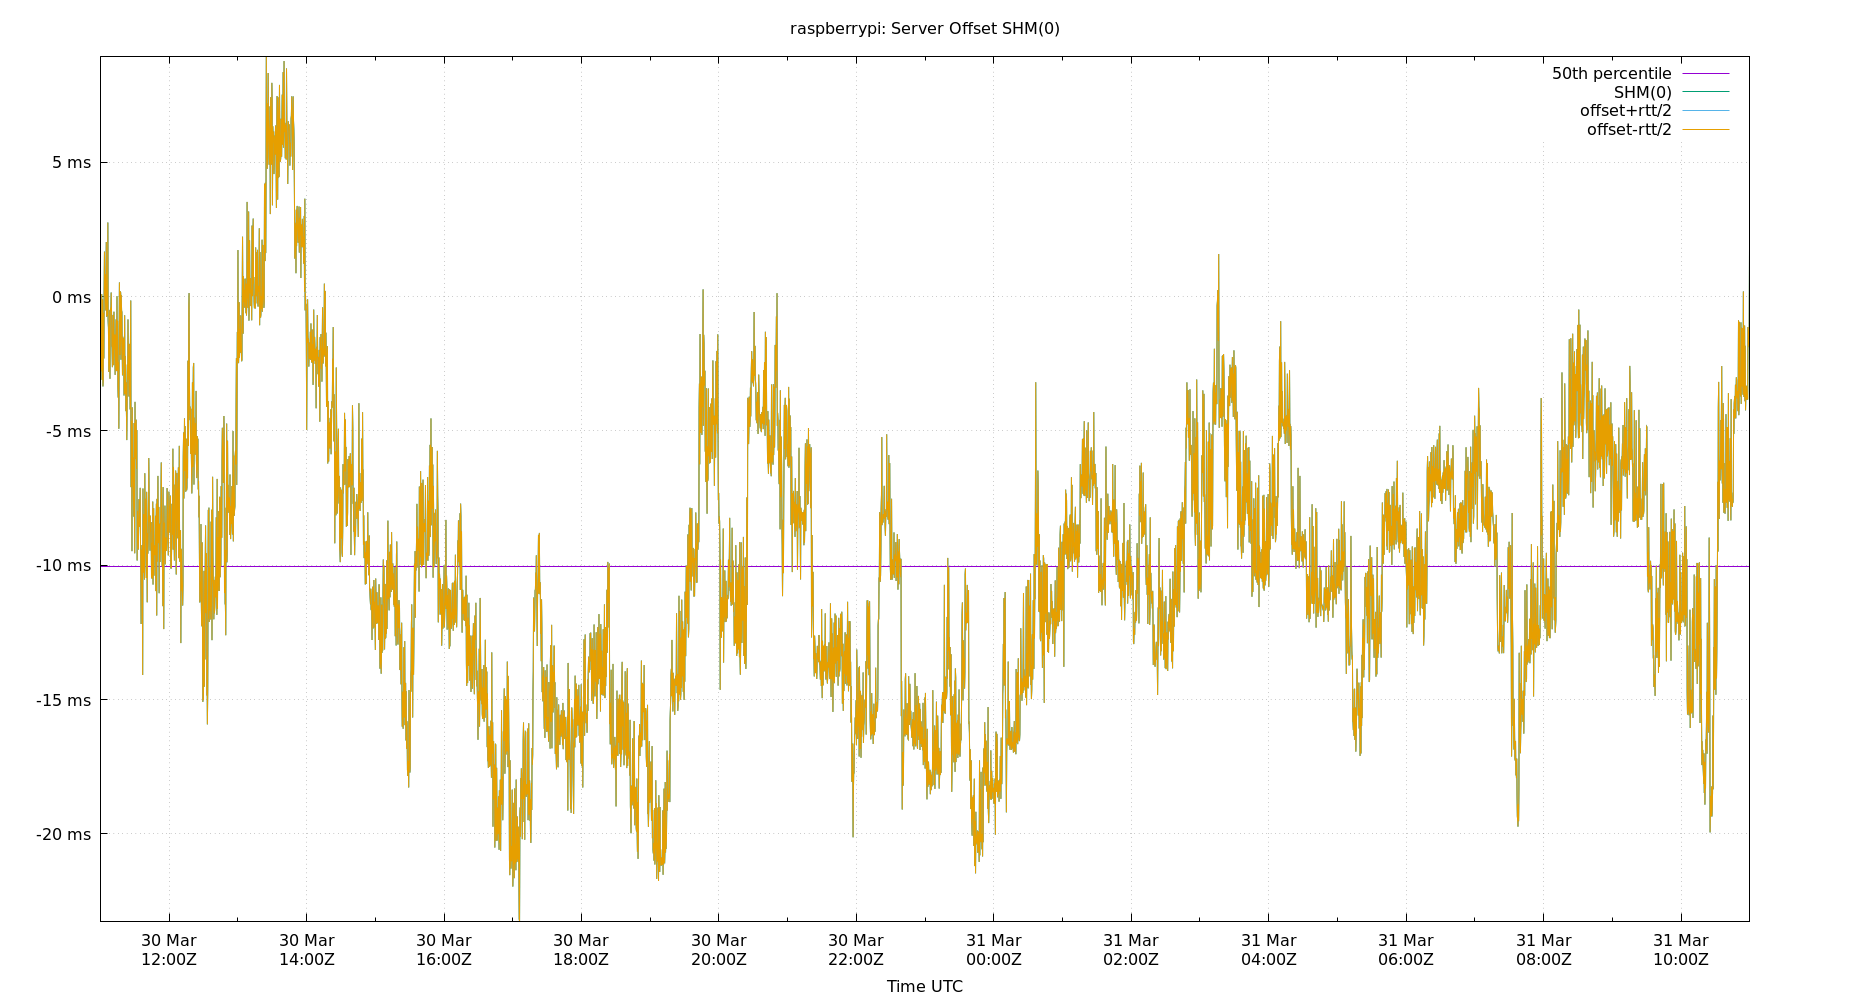 raspberrypi: Server Offset SHM(0)
50th percentile
SHM(0)
offset+rtt/2
offset-rtt/2
5 ms
0 ms
-5 ms
-10 ms
-15 ms
-20 ms
30 Mar 30 Mar 30 Mar 30 Mar 30 Mar 30 Mar 31 Mar 31 Mar 31 Mar 31 Mar 31 Mar 31 Mar
12:00Z 14:00Z 16:00Z 18:00Z 20:00Z 22:00Z 00:00Z 02:00Z 04:00Z 06:00Z 08:00Z 10:00Z
Time UTC